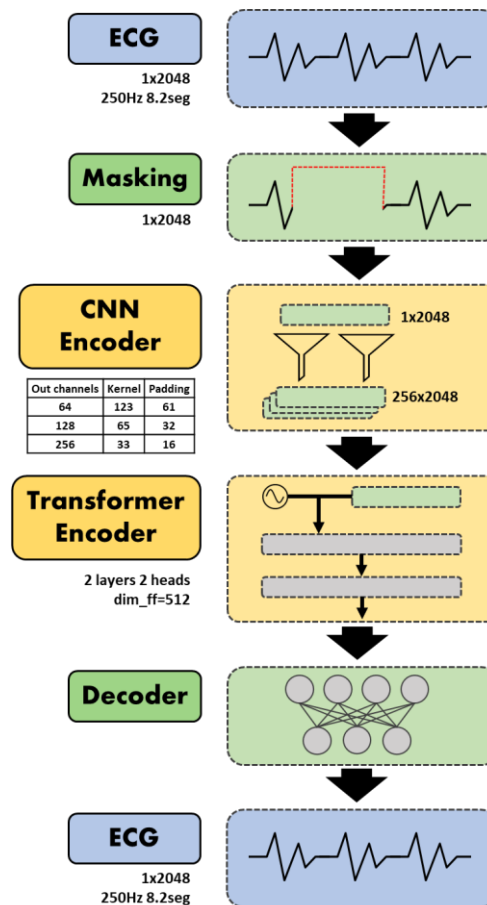 ECG
1x2048
250Hz 8.2seg
Masking
1x2048
CNN
Encoder
1x2048
256x2048
Out channels Kernel Padding
64 123 61
128 65 32
256 33 16
Transformer
Encoder
2 layers 2 heads
dim_ff=512
Decoder
ECG
1x2048
250Hz 8.2seg